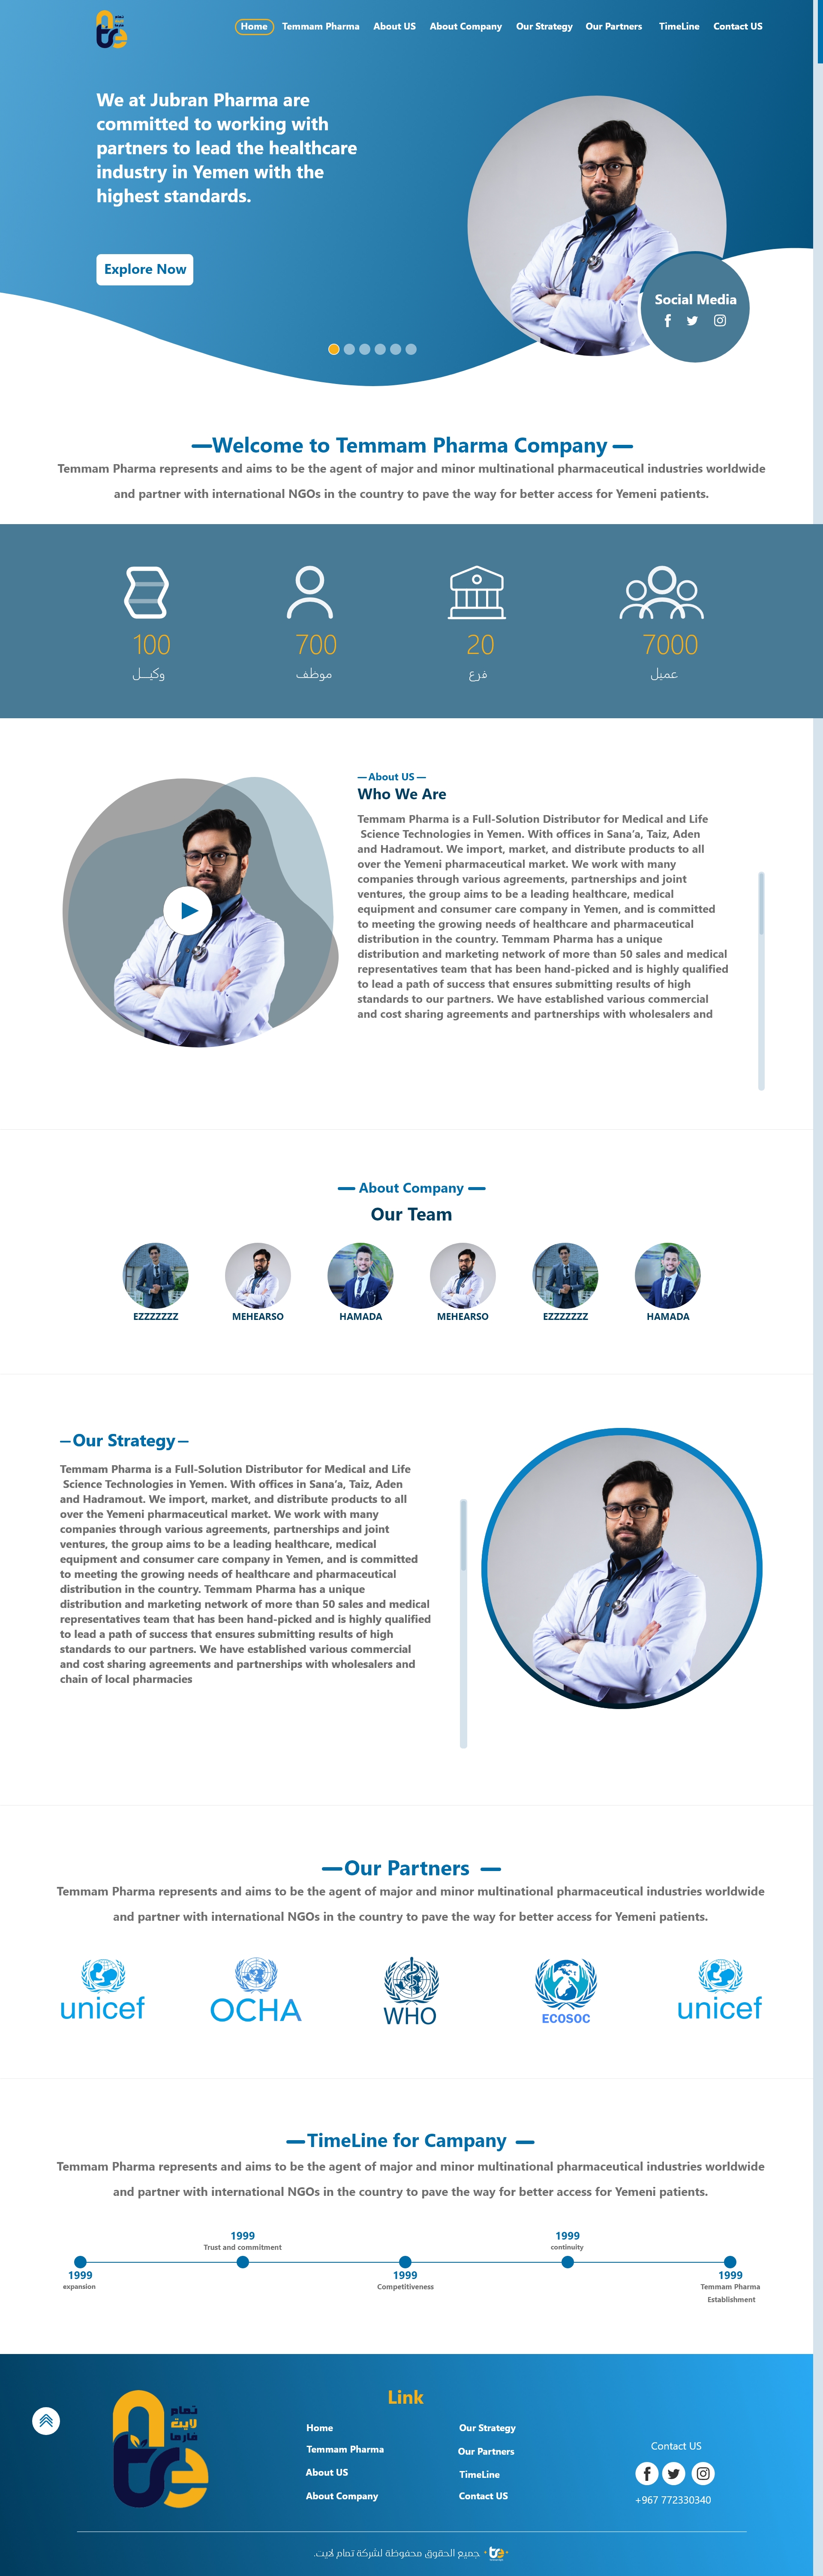 تمام
لايت
فارما
Home Temmam Pharma About US About Company Our Strategy Our Partners TimeLine Contact US
We at Jubran Pharma are
committed to working with
partners to lead the healthcare
industry in Yemen with the
highest standards.
Explore Now
Social Media
Welcome to Temmam Pharma Company
Temmam Pharma represents and aims to be the agent of major and minor multinational pharmaceutical industries worldwide
and partner with international NGOs in the country to pave the way for better access for Yemeni patients.
100 700 20 7000
وكيـــل موظف فرع عميل
About US
Who We Are
Temmam Pharma is a Full-Solution Distributor for Medical and Life
Science Technologies in Yemen. With offices in Sana’a, Taiz, Aden
and Hadramout. We import, market, and distribute products to all
over the Yemeni pharmaceutical market. We work with many
companies through various agreements, partnerships and joint
ventures, the group aims to be a leading healthcare, medical
equipment and consumer care company in Yemen, and is committed
to meeting the growing needs of healthcare and pharmaceutical
distribution in the country. Temmam Pharma has a unique
distribution and marketing network of more than 50 sales and medical
representatives team that has been hand-picked and is highly qualified
to lead a path of success that ensures submitting results of high
standards to our partners. We have established various commercial
and cost sharing agreements and partnerships with wholesalers and
About Company
Our Team
EZZZZZZZ MEHEARSO HAMADA MEHEARSO EZZZZZZZ HAMADA
Our Strategy
Temmam Pharma is a Full-Solution Distributor for Medical and Life
Science Technologies in Yemen. With offices in Sana’a, Taiz, Aden
and Hadramout. We import, market, and distribute products to all
over the Yemeni pharmaceutical market. We work with many
companies through various agreements, partnerships and joint
ventures, the group aims to be a leading healthcare, medical
equipment and consumer care company in Yemen, and is committed
to meeting the growing needs of healthcare and pharmaceutical
distribution in the country. Temmam Pharma has a unique
distribution and marketing network of more than 50 sales and medical
representatives team that has been hand-picked and is highly qualified
to lead a path of success that ensures submitting results of high
standards to our partners. We have established various commercial
and cost sharing agreements and partnerships with wholesalers and
chain of local pharmacies
Our Partners
Temmam Pharma represents and aims to be the agent of major and minor multinational pharmaceutical industries worldwide
and partner with international NGOs in the country to pave the way for better access for Yemeni patients.
unicef OCHA WHO ECOSOC unicef
TimeLine for Campany
Temmam Pharma represents and aims to be the agent of major and minor multinational pharmaceutical industries worldwide
and partner with international NGOs in the country to pave the way for better access for Yemeni patients.
1999 1999
Trust and commitment continuity
1999 1999 1999
expansion Competitiveness Temmam Pharma
Establishment
تمام
لايت
فارما
Link
Home Our Strategy
Temmam Pharma Our Partners
About US TimeLine
About Company Contact US
Contact US
+967 772330340
جميع الحقوق محفوظة لشركة تمام لايت.